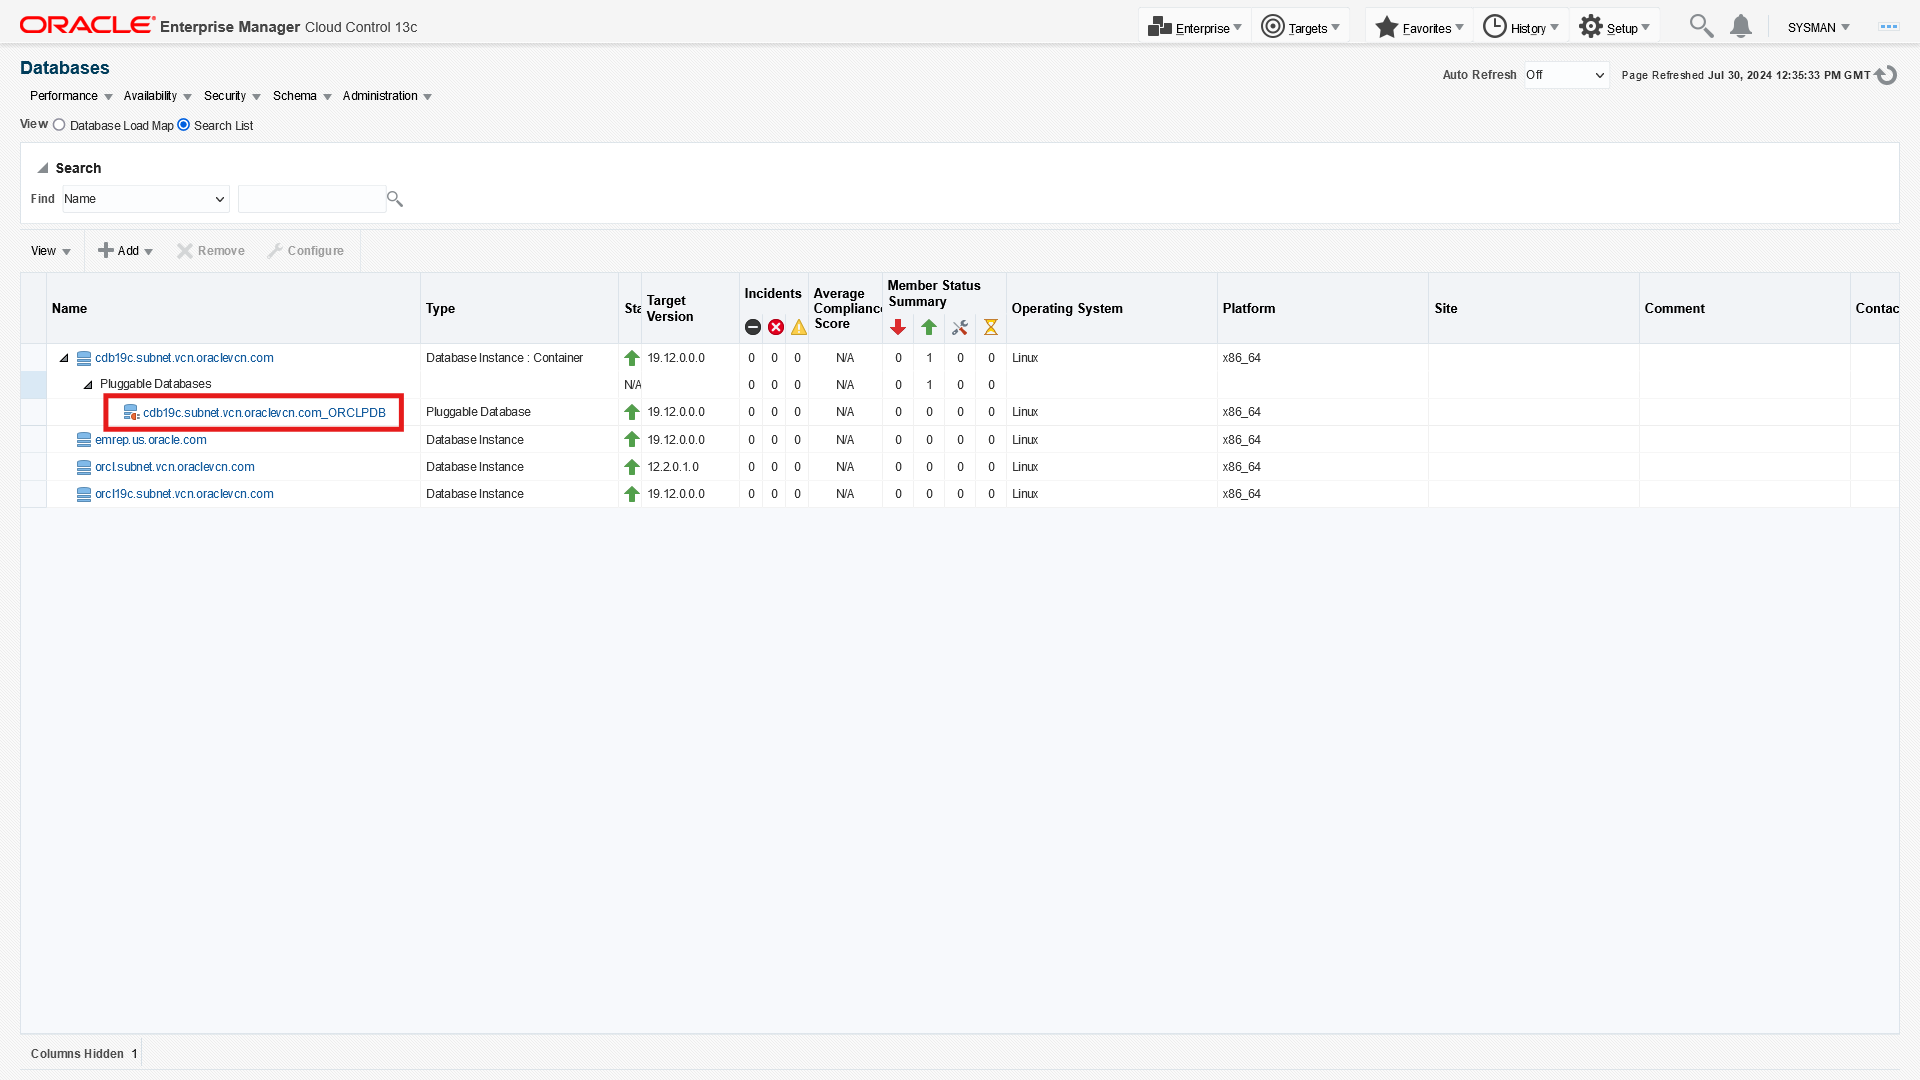 ORACLE Enterprise Manager Cloud Control 13c
Enterprise Targets Favorites History Setup SYSMAN
Databases
Auto Refresh Off Page Refreshed Jul 30, 2024 12:35:33 PM GMT
Performance Availability Security Schema Administration
View Database Load Map Search List
Search
Find Name
View Add Remove Configure
Name Type Sta Target Version Incidents Average Compliance Score Member Status Summary Operating System Platform Site Comment Contac
cdb19c.subnet.vcn.oraclevcn.com Database Instance : Container 19.12.0.0.0 0 0 0 N/A 0 1 0 0 Linux x86_64
Pluggable Databases N/A 0 0 0 N/A 0 1 0 0
cdb19c.subnet.vcn.oraclevcn.com_ORCLPDB Pluggable Database 19.12.0.0.0 0 0 0 N/A 0 0 0 0 Linux x86_64
emrep.us.oracle.com Database Instance 19.12.0.0.0 0 0 0 N/A 0 0 0 0 Linux x86_64
orcl.subnet.vcn.oraclevcn.com Database Instance 12.2.0.1.0 0 0 0 N/A 0 0 0 0 Linux x86_64
orcl19c.subnet.vcn.oraclevcn.com Database Instance 19.12.0.0.0 0 0 0 N/A 0 0 0 0 Linux x86_64
Columns Hidden 1